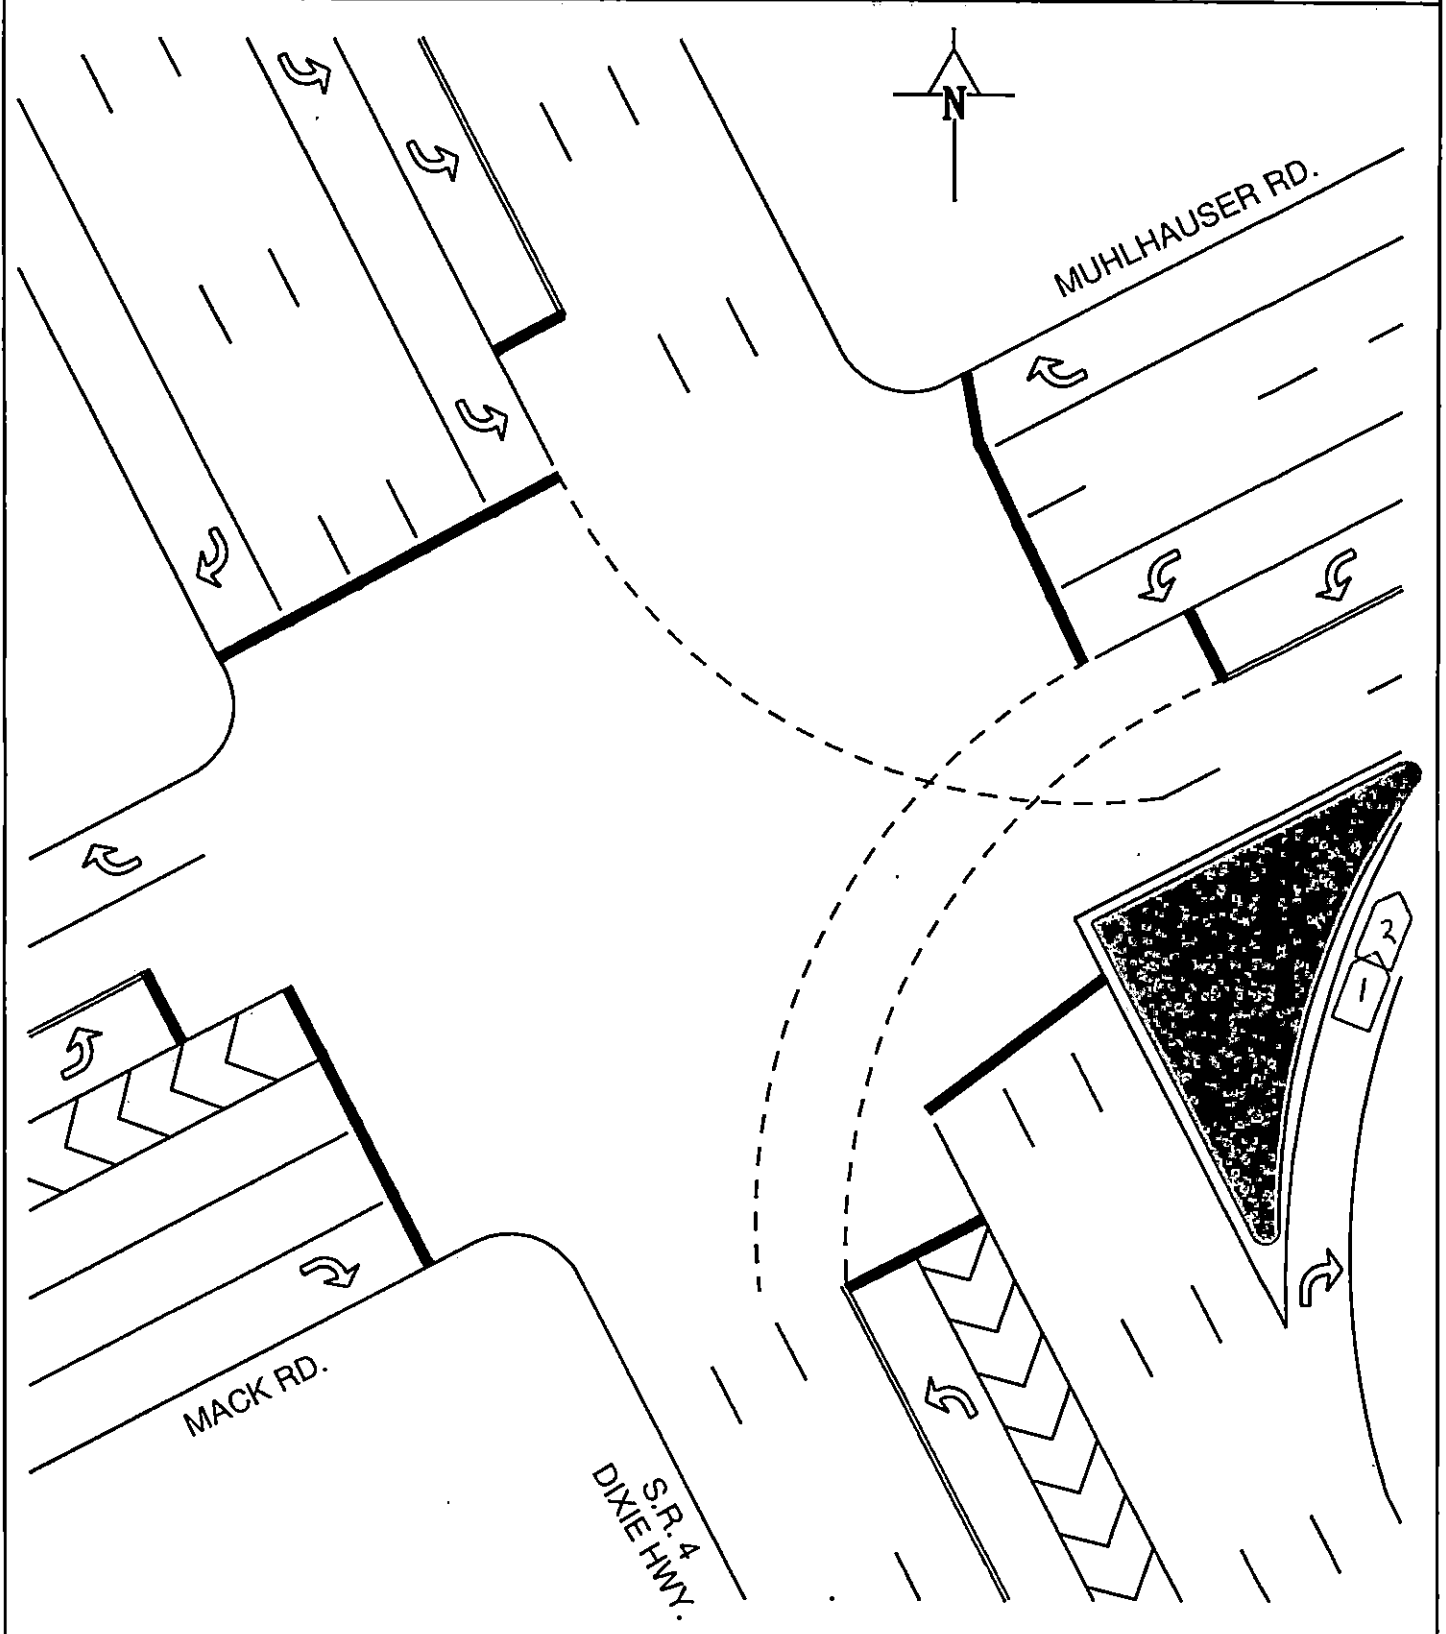 N
MUHLHAUSER RD.
2
1
MACK RD.
S.R. 4
DIXIE HWY.